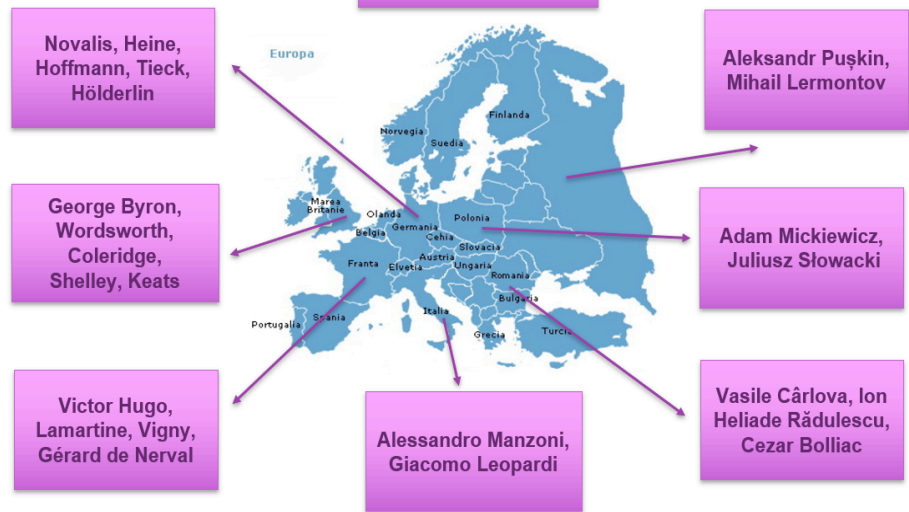 Novalis, Heine,
Hoffmann, Tieck,
Hölderlin
Europa
Aleksandr Pușkin,
Mihail Lermontov
Norvegia
Suedia
Finlanda
George Byron,
Wordsworth,
Coleridge,
Shelley, Keats
Marea
Britanie
Olanda
Belgia
Germania
Polonia
Cehia
Slovacia
Austria
Ungaria
Franta
Elvetia
Romania
Bulgaria
Italia
Spania
Portugalia
Grecia
Turcia
Adam Mickiewicz,
Juliusz Słowacki
Victor Hugo,
Lamartine, Vigny,
Gérard de Nerval
Alessandro Manzoni,
Giacomo Leopardi
Vasile Cârlova, Ion
Heliade Rădulescu,
Cezar Bolliac